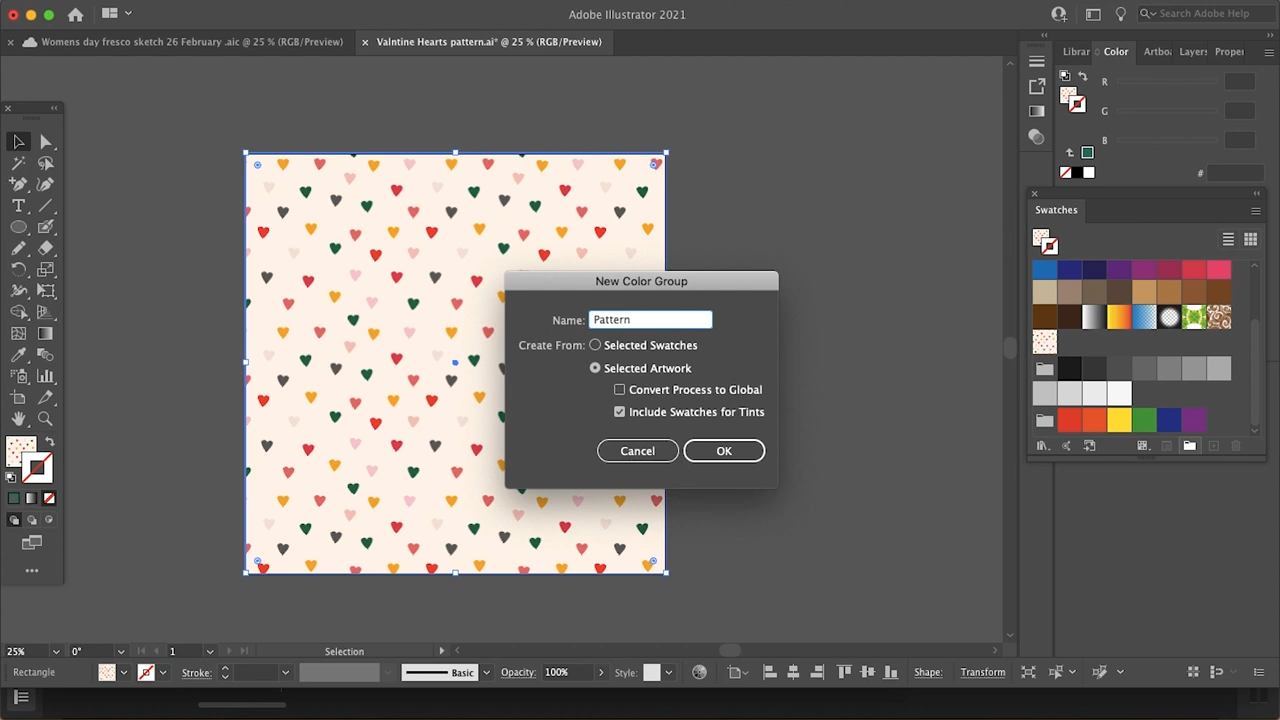 Adobe Illustrator 2021
Search Adobe Help
Womens day fresco sketch 26 February .aic @ 25 % (RGB/Preview)
Valntine Hearts pattern.ai* @ 25 % (RGB/Preview)
Librar
Color
Artboa
Layers
Proper
R
G
B
#
Swatches
New Color Group
Name: Pattern
Create From: Selected Swatches
Selected Artwork
Convert Process to Global
Include Swatches for Tints
Cancel
OK
25%
0°
1
Selection
Rectangle
Stroke:
Basic
Opacity: 100%
Style:
Shape:
Transform